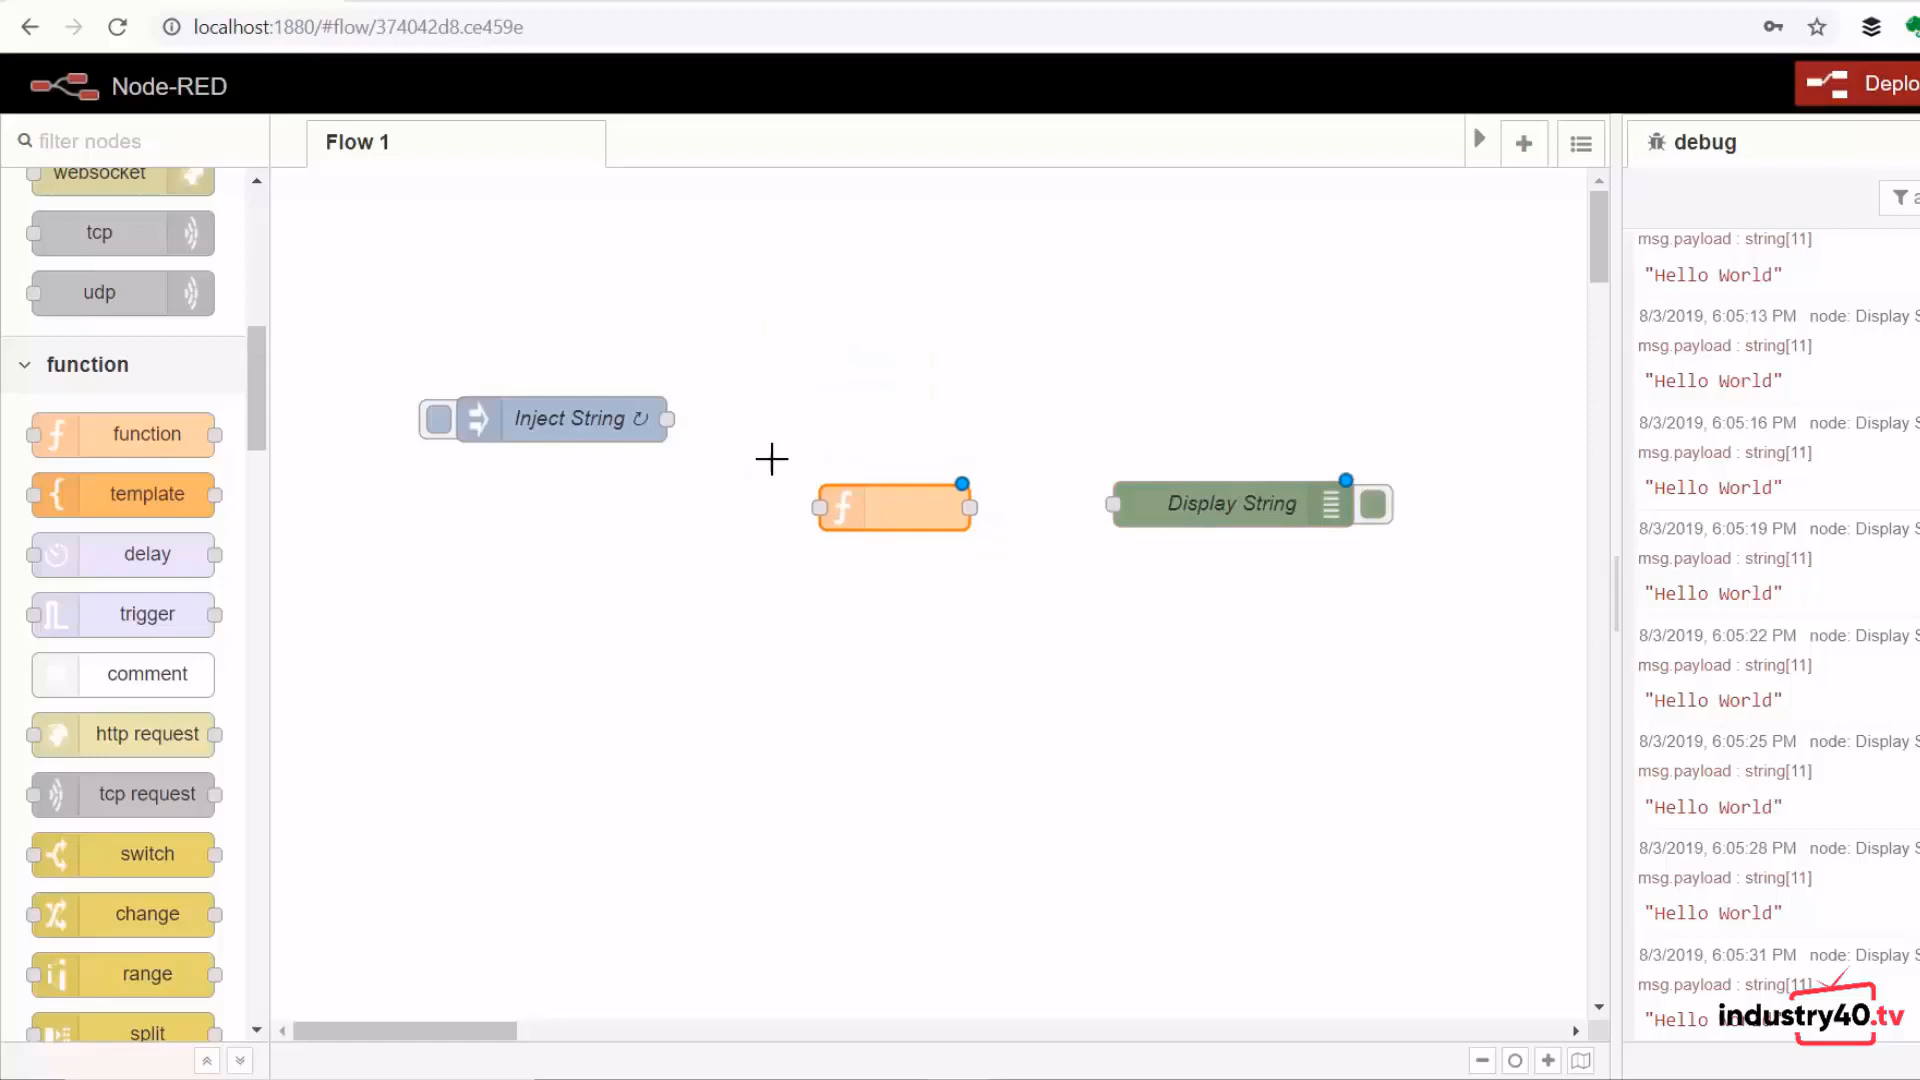 localhost:1880/#flow/374042d8.ce459e
Node-RED
Deplo
filter nodes
Flow 1
debug
websocket
tcp
udp
function
function
template
delay
trigger
comment
http request
tcp request
switch
change
range
split
Inject String ↻
Display String
msg.payload : string[11]
"Hello World"
8/3/2019, 6:05:13 PM node: Display S
msg.payload : string[11]
"Hello World"
8/3/2019, 6:05:16 PM node: Display S
msg.payload : string[11]
"Hello World"
8/3/2019, 6:05:19 PM node: Display S
msg.payload : string[11]
"Hello World"
8/3/2019, 6:05:22 PM node: Display S
msg.payload : string[11]
"Hello World"
8/3/2019, 6:05:25 PM node: Display S
msg.payload : string[11]
"Hello World"
8/3/2019, 6:05:28 PM node: Display S
msg.payload : string[11]
"Hello World"
8/3/2019, 6:05:31 PM node: Display S
msg.payload : string[11]
"Hello
industry40.tv